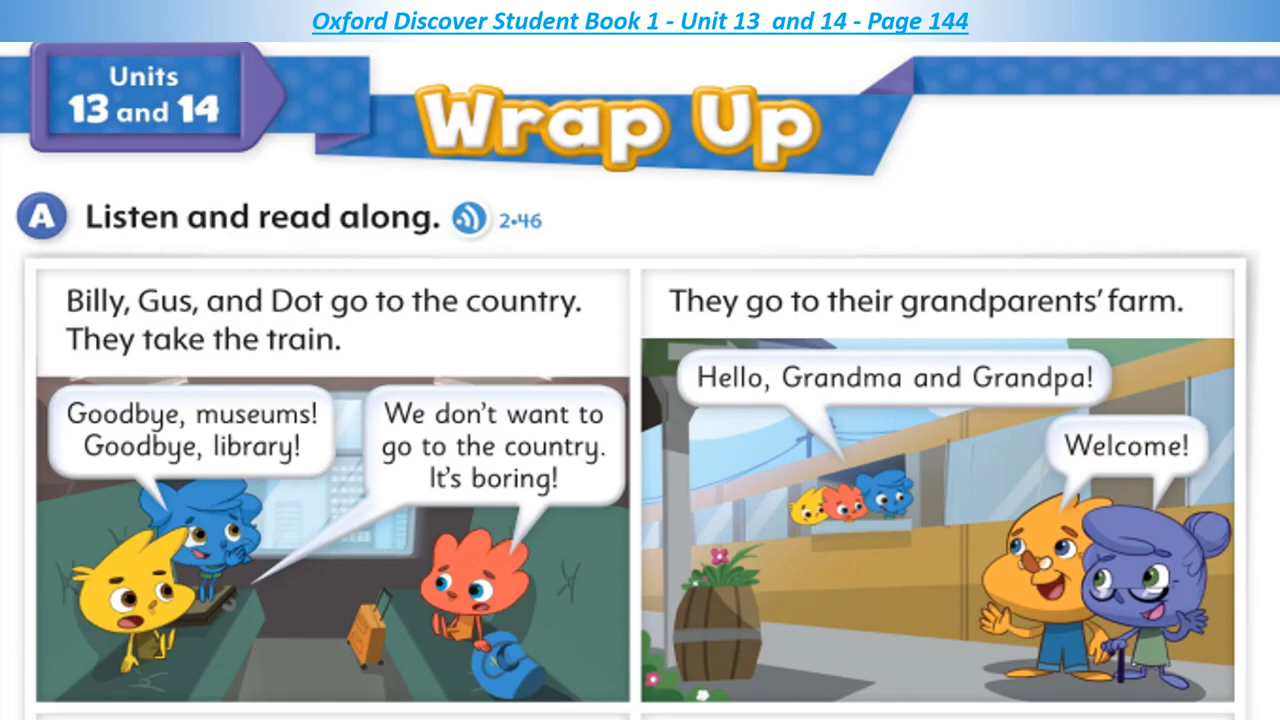 Oxford Discover Student Book 1 - Unit 13 and 14 - Page 144
Units
13 and 14
Wrap Up
A Listen and read along. 2•46
Billy, Gus, and Dot go to the country.
They take the train.
Goodbye, museums!
Goodbye, library!
We don't want to
go to the country.
It's boring!
They go to their grandparents' farm.
Hello, Grandma and Grandpa!
Welcome!